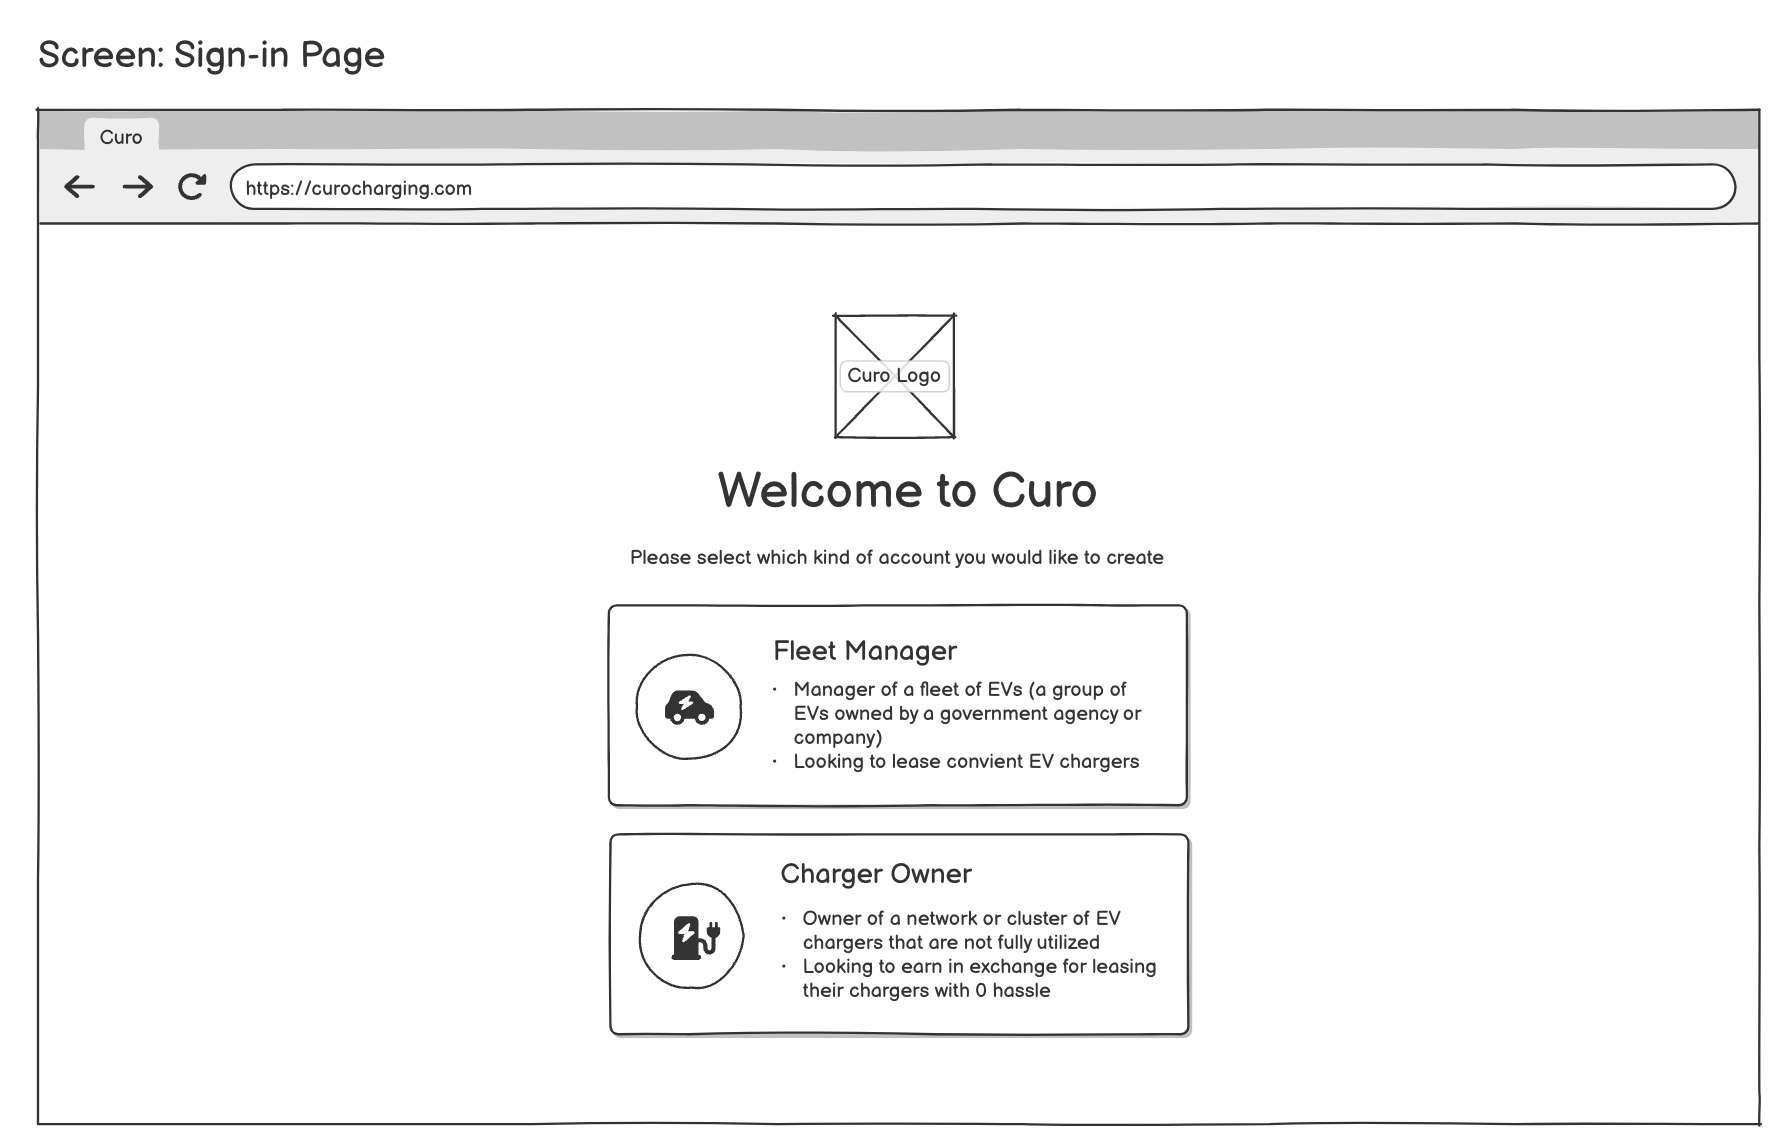 Screen: Sign-in Page
Curo
https://curocharging.com
Curo Logo
Welcome to Curo
Please select which kind of account you would like to create
Fleet Manager
· Manager of a fleet of EVs (a group of
EVs owned by a government agency or
company)
· Looking to lease convient EV chargers
Charger Owner
· Owner of a network or cluster of EV
chargers that are not fully utilized
· Looking to earn in exchange for leasing
their chargers with 0 hassle